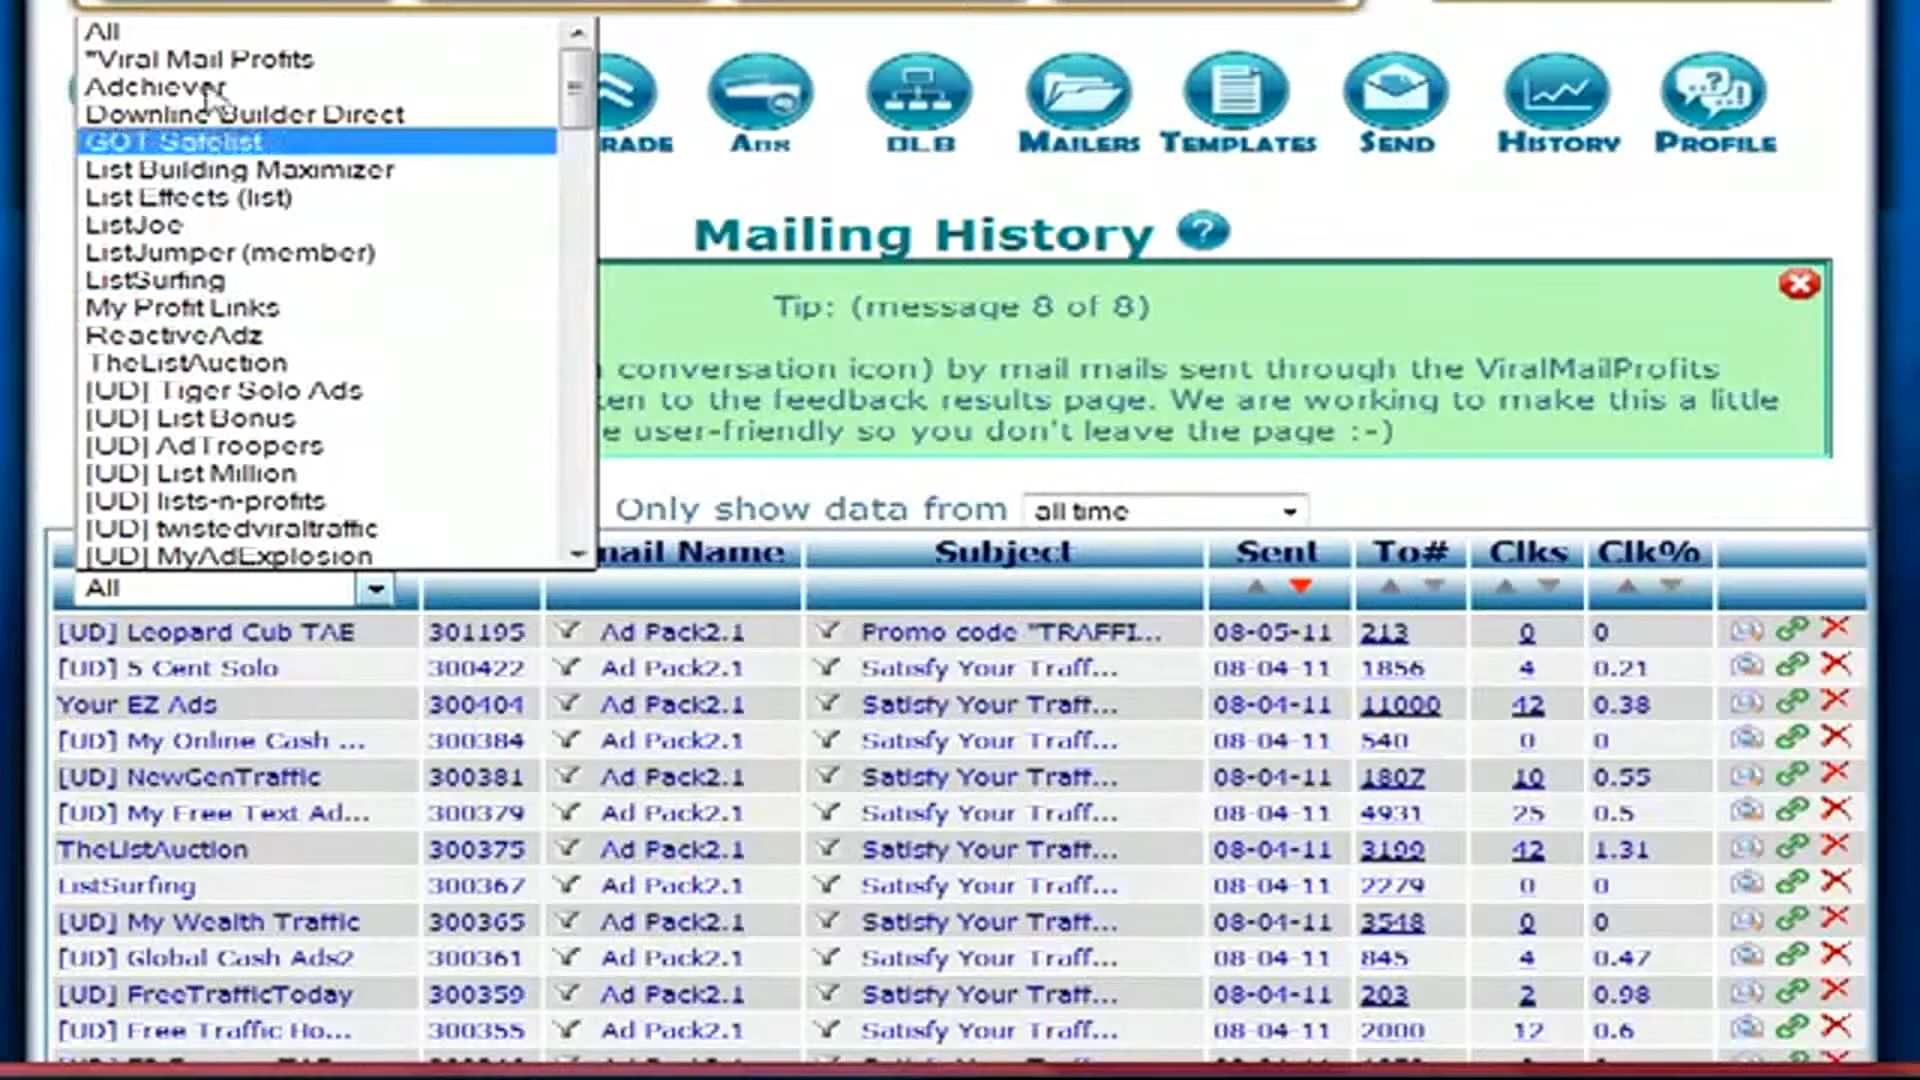 All
"Viral Mail Profits
Adchiever
Downline Builder Direct
GOT Safelist
List Building Maximizer
List Effects (list)
ListJoe
ListJumper (member)
ListSurfing
My Profit Links
ReactiveAdz
TheListAuction
[UD] Tiger Solo Ads
[UD] List Bonus
[UD] AdTroopers
[UD] List Million
[UD] lists-n-profits
[UD] twistedviraltraffic
[UD] MyAdExplosion
RADE Ads DLB MAILERS TEMPLATES SEND HISTORY PROFILE
Mailing History ?
Tip: (message 8 of 8)
conversation icon) by mail mails sent through the ViralMailProfits
en to the feedback results page. We are working to make this a little
e user-friendly so you don't leave the page :-)
Only show data from all time
mail Name Subject Sent To# Clks Clk%
All
[UD] Leopard Cub TAE 301195 Ad Pack2.1 Promo code "TRAFFI... 08-05-11 213 0 0
[UD] 5 Cent Solo 300422 Ad Pack2.1 Satisfy Your Traff... 08-04-11 1856 4 0.21
Your EZ Ads 300404 Ad Pack2.1 Satisfy Your Traff... 08-04-11 11000 42 0.38
[UD] My Online Cash ... 300384 Ad Pack2.1 Satisfy Your Traff... 08-04-11 540 0 0
[UD] NewGenTraffic 300381 Ad Pack2.1 Satisfy Your Traff... 08-04-11 1807 10 0.55
[UD] My Free Text Ad... 300379 Ad Pack2.1 Satisfy Your Traff... 08-04-11 4931 25 0.5
TheListAuction 300375 Ad Pack2.1 Satisfy Your Traff... 08-04-11 3199 42 1.31
ListSurfing 300367 Ad Pack2.1 Satisfy Your Traff... 08-04-11 2279 0 0
[UD] My Wealth Traffic 300365 Ad Pack2.1 Satisfy Your Traff... 08-04-11 3548 0 0
[UD] Global Cash Ads2 300361 Ad Pack2.1 Satisfy Your Traff... 08-04-11 845 4 0.47
[UD] FreeTrafficToday 300359 Ad Pack2.1 Satisfy Your Traff... 08-04-11 203 2 0.98
[UD] Free Traffic Ho... 300355 Ad Pack2.1 Satisfy Your Traff... 08-04-11 2000 12 0.6